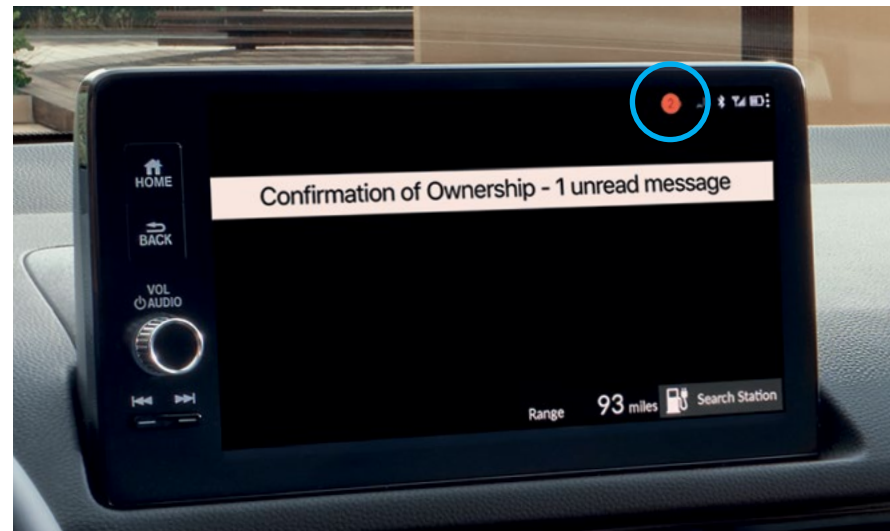 2
HOME
Confirmation of Ownership - 1 unread message
BACK
VOL
AUDIO
Range 93 miles Search Station